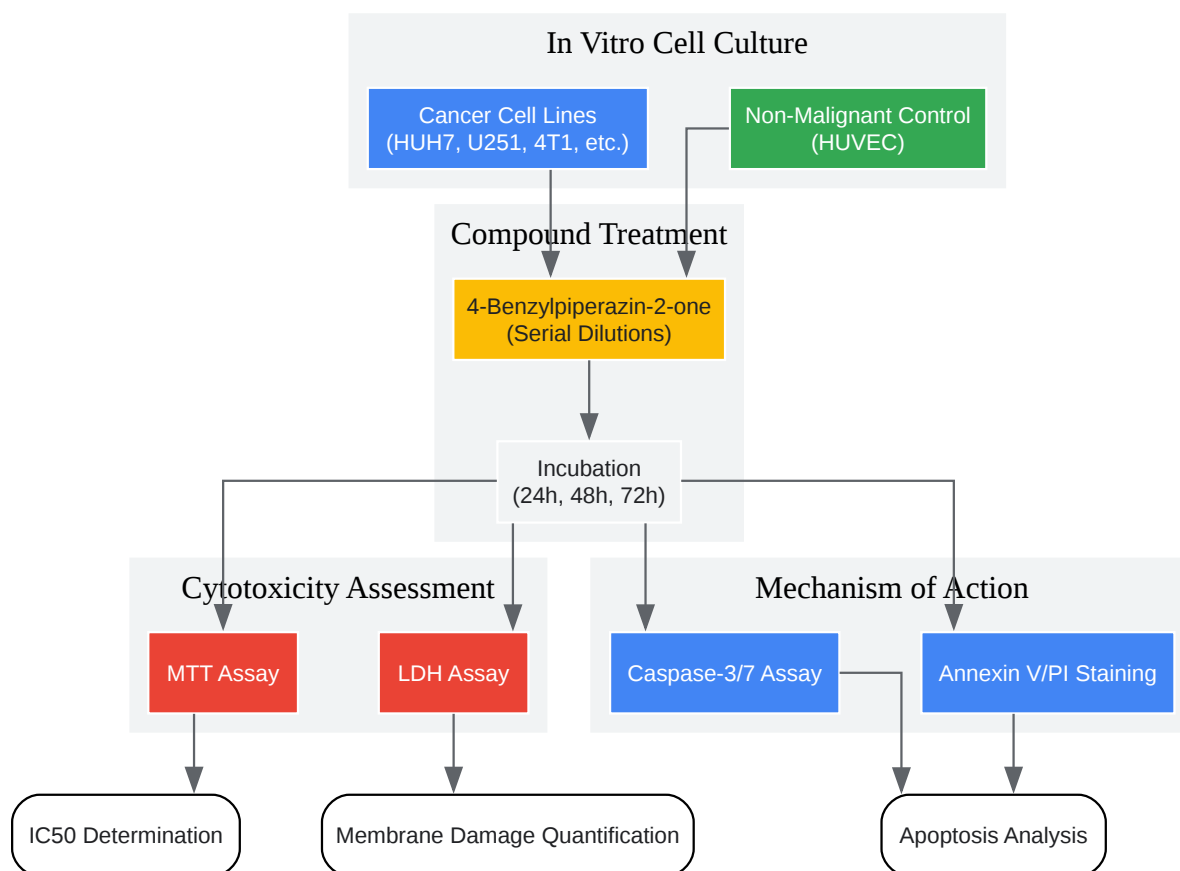 In Vitro Cell Culture
Cancer Cell Lines
(HUH7, U251, 4T1, etc.)
Non-Malignant Control
(HUVEC)
Compound Treatment
4-Benzylpiperazin-2-one
(Serial Dilutions)
Incubation
(24h, 48h, 72h)
Cytotoxicity Assessment
Mechanism of Action
MTT Assay
LDH Assay
Caspase-3/7 Assay
Annexin V/PI Staining
IC50 Determination
Membrane Damage Quantification
Apoptosis Analysis